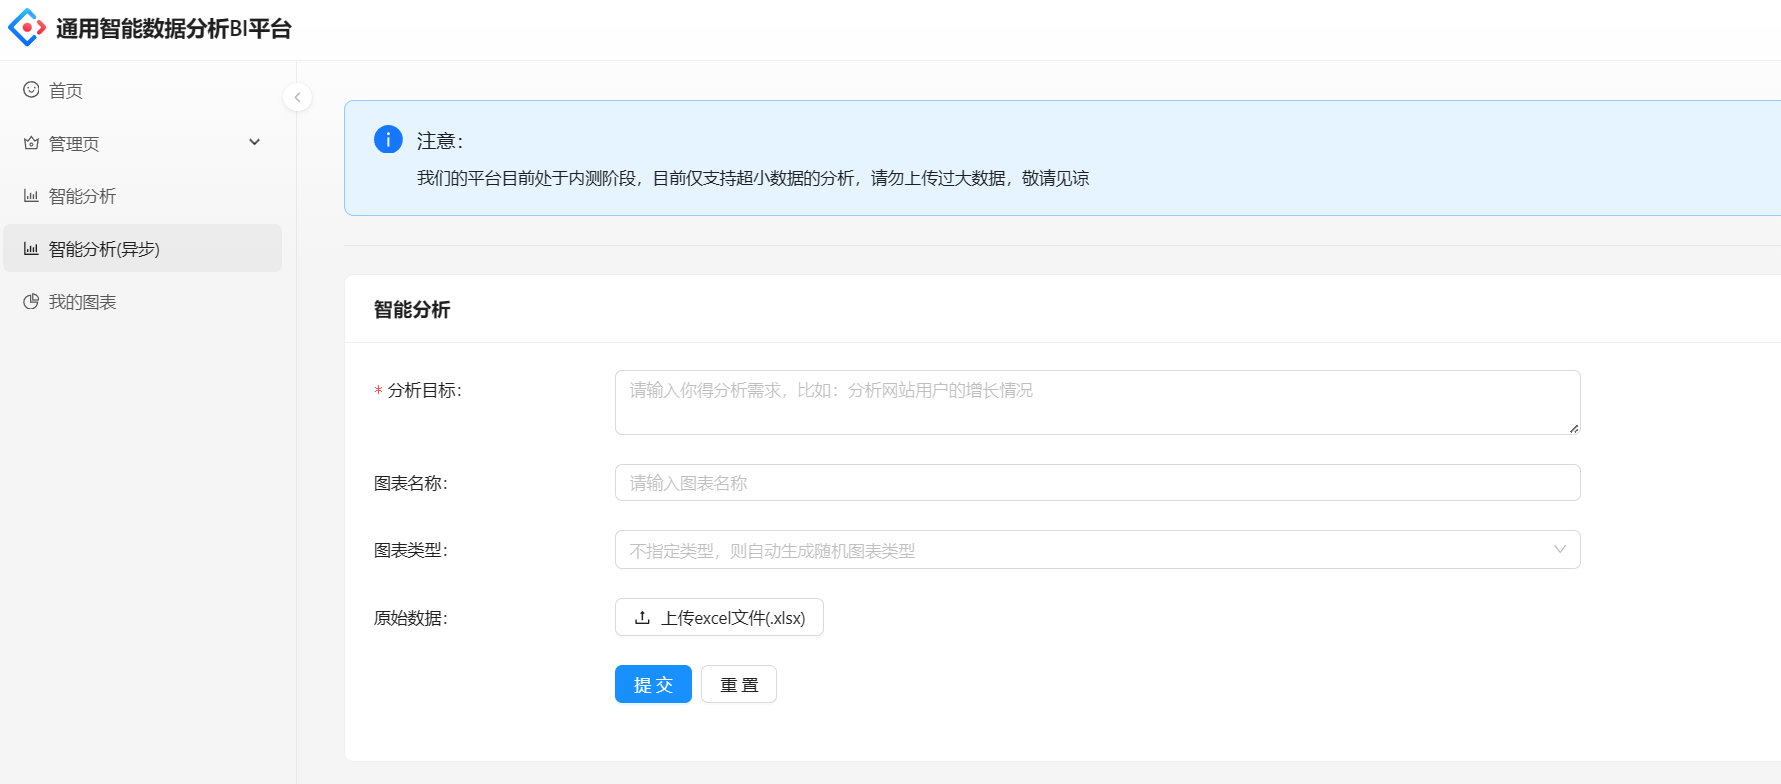 通用智能数据分析BI平台
首页
管理页
智能分析
智能分析(异步)
我的图表
注意：
我们的平台目前处于内测阶段，目前仅支持超小数据的分析，请勿上传过大数据，敬请见谅
智能分析
* 分析目标：
请输入你得分析需求，比如：分析网站用户的增长情况
图表名称：
请输入图表名称
图表类型：
不指定类型，则自动生成随机图表类型
原始数据：
上传excel文件(.xlsx)
提 交
重 置